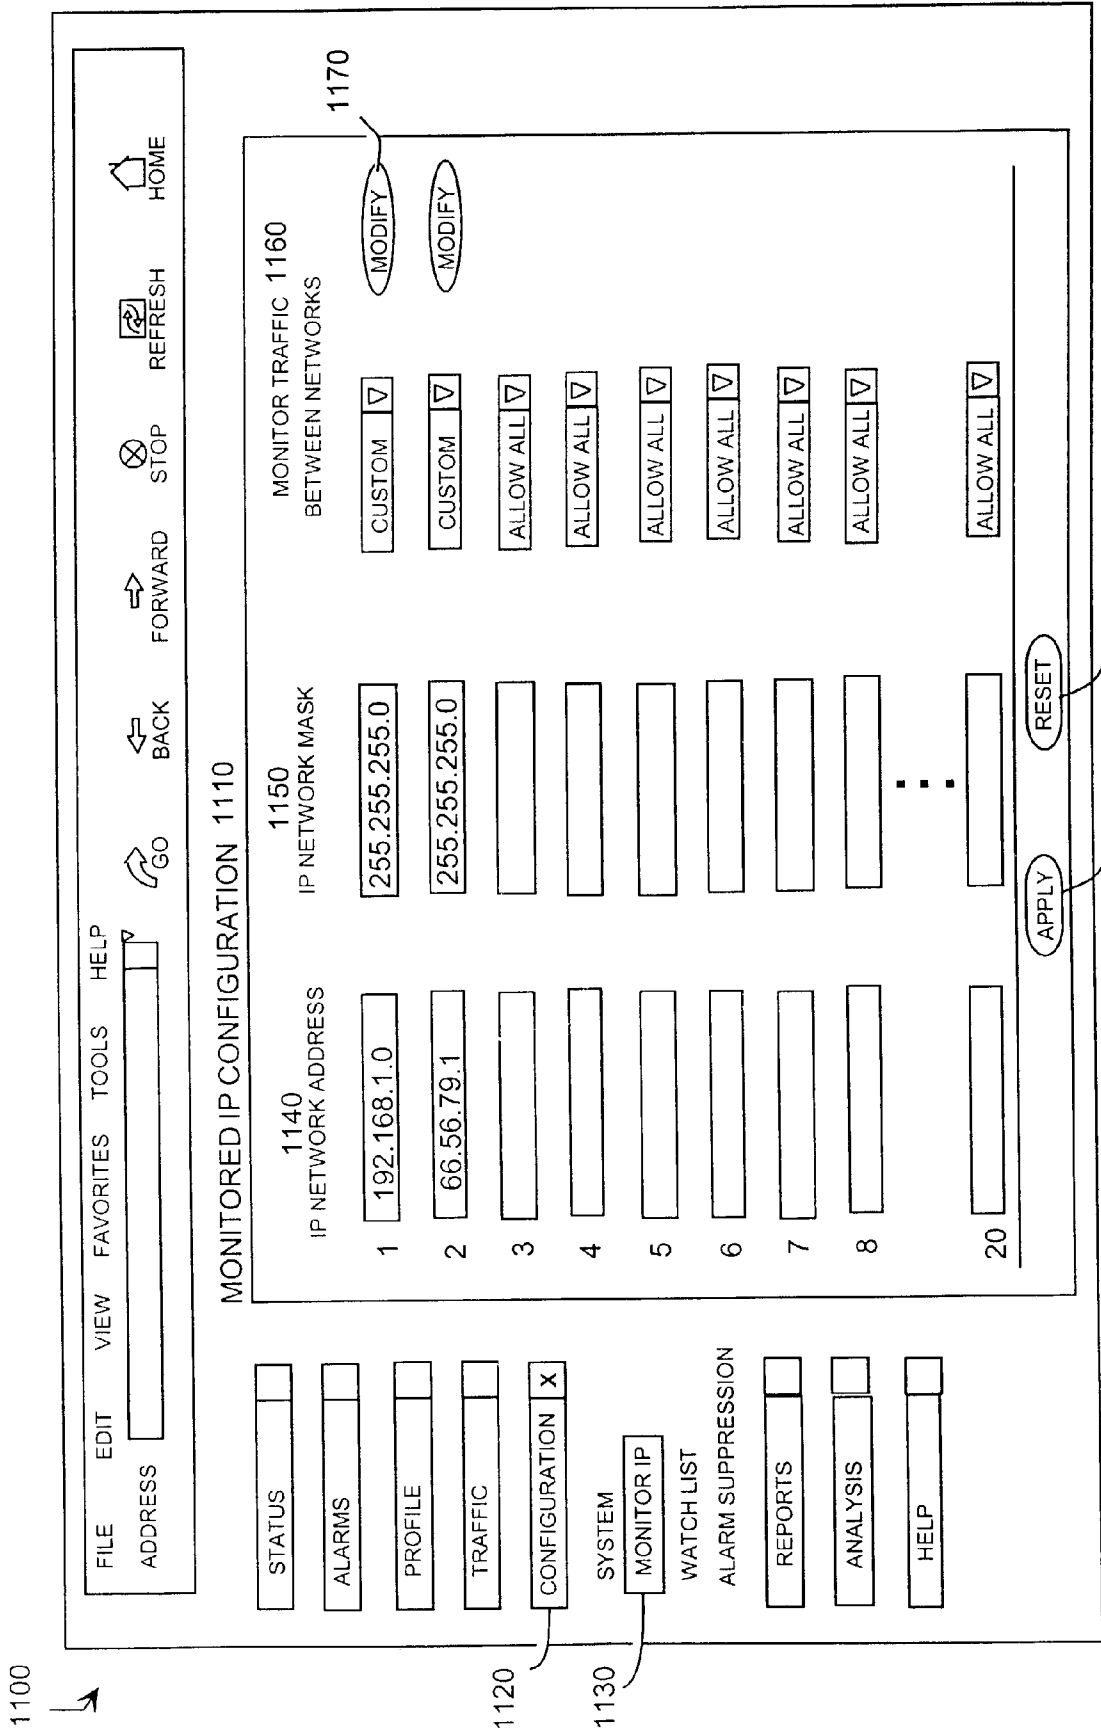 1100
FILE EDIT VIEW FAVORITES TOOLS HELP
ADDRESS
GO BACK FORWARD STOP REFRESH HOME
MONITORED IP CONFIGURATION 1110
STATUS
ALARMS
PROFILE
TRAFFIC
CONFIGURATION X
1120
SYSTEM
MONITOR IP
1130
WATCH LIST
ALARM SUPPRESSION
REPORTS
ANALYSIS
HELP
1140
IP NETWORK ADDRESS
1150
IP NETWORK MASK
MONITOR TRAFFIC 1160
BETWEEN NETWORKS
1170
1 192.168.1.0 255.255.255.0 CUSTOM MODIFY
2 66.56.79.1 255.255.255.0 CUSTOM MODIFY
3 ALLOW ALL
4 ALLOW ALL
5 ALLOW ALL
6 ALLOW ALL
7 ALLOW ALL
8 ALLOW ALL
20 ALLOW ALL
APPLY RESET